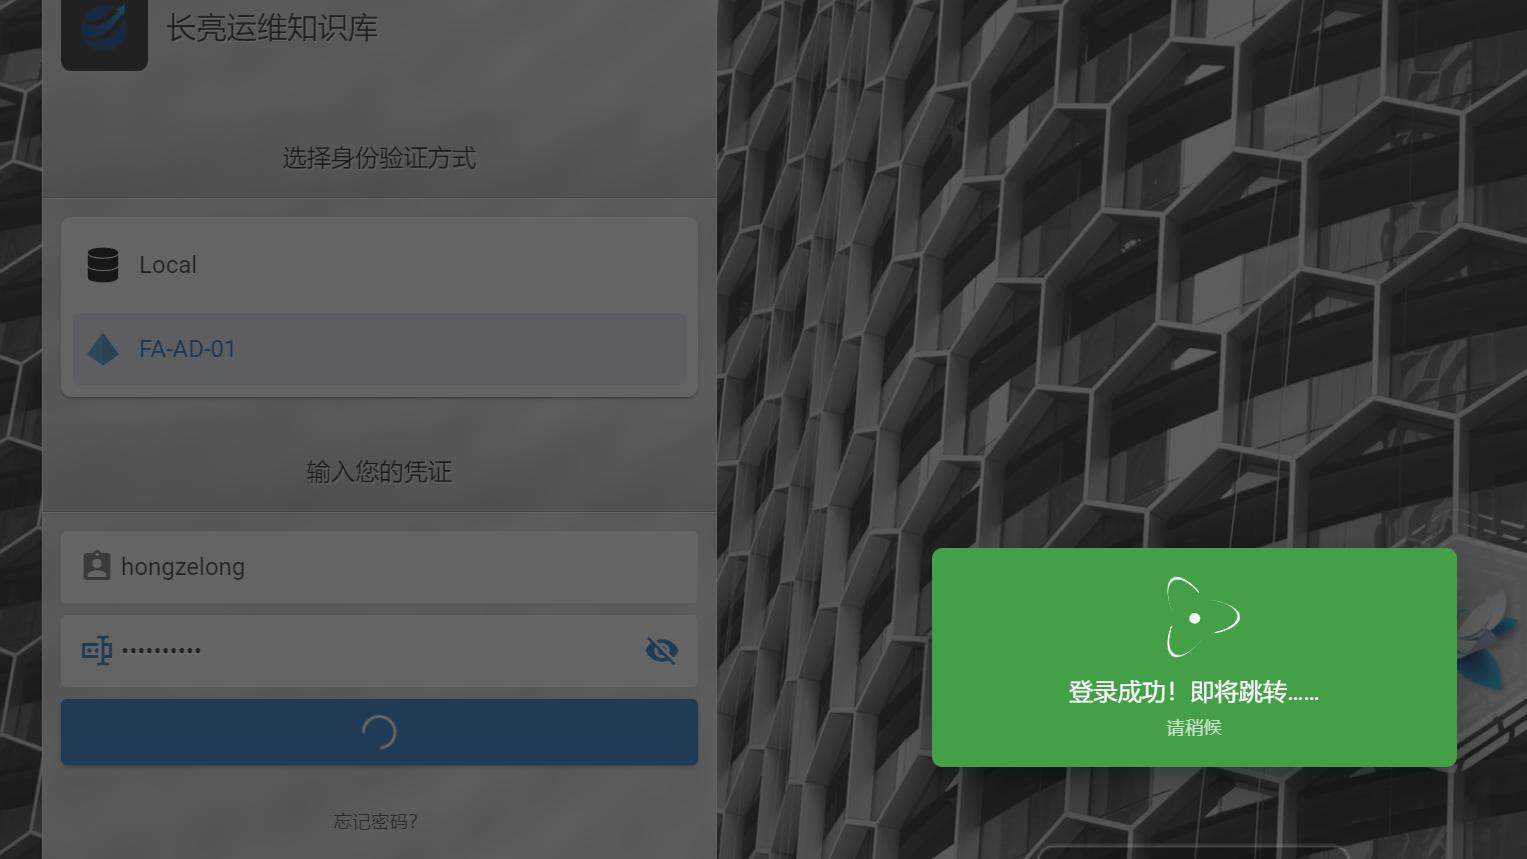 长亮运维知识库
选择身份验证方式
Local
FA-AD-01
输入您的凭证
hongzelong
••••••••••
忘记密码？
登录成功！即将跳转……
请稍候